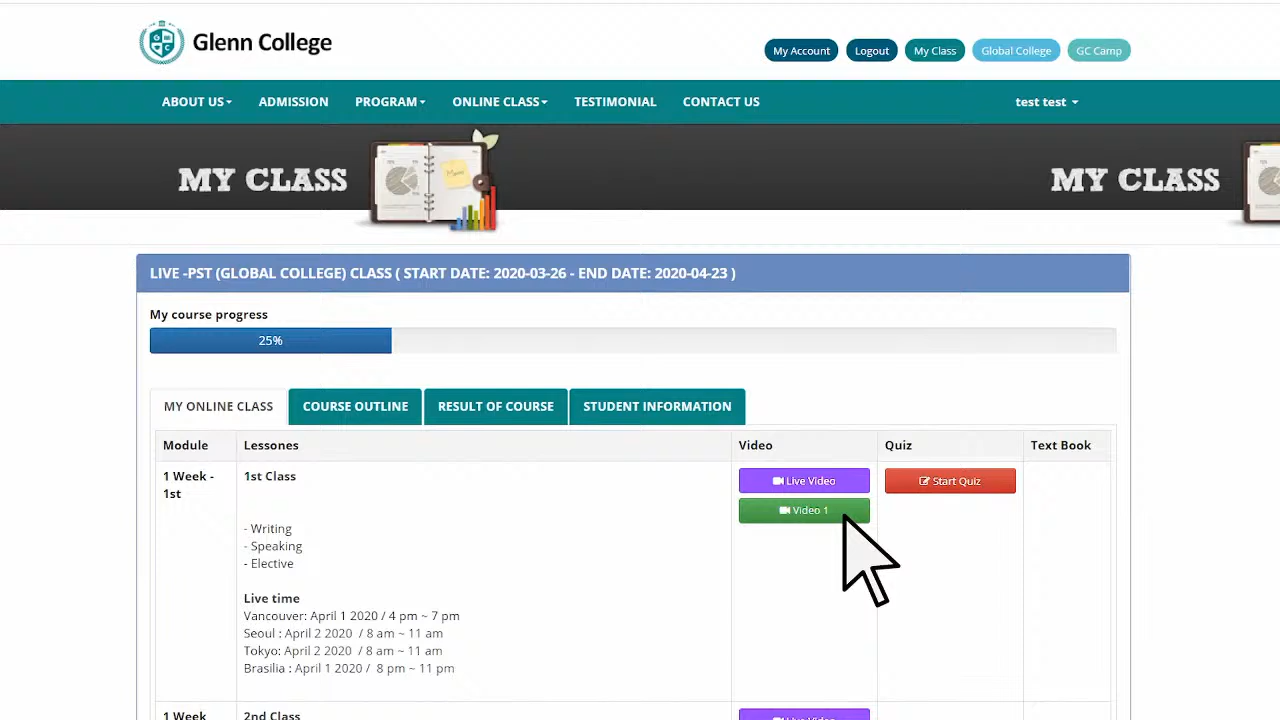 Glenn College
My Account Logout My Class Global College GC Camp
ABOUT US ADMISSION PROGRAM ONLINE CLASS TESTIMONIAL CONTACT US test test
MY CLASS MY CLASS
LIVE -PST (GLOBAL COLLEGE) CLASS ( START DATE: 2020-03-26 - END DATE: 2020-04-23 )
My course progress
25%
MY ONLINE CLASS COURSE OUTLINE RESULT OF COURSE STUDENT INFORMATION
Module Lessones Video Quiz Text Book
1 Week - 1st Class Live Video Start Quiz
1st
Video 1
- Writing
- Speaking
- Elective
Live time
Vancouver: April 1 2020 / 4 pm ~ 7 pm
Seoul : April 2 2020 / 8 am ~ 11 am
Tokyo: April 2 2020 / 8 am ~ 11 am
Brasilia : April 1 2020 / 8 pm ~ 11 pm
1 Week 2nd Class Live Video